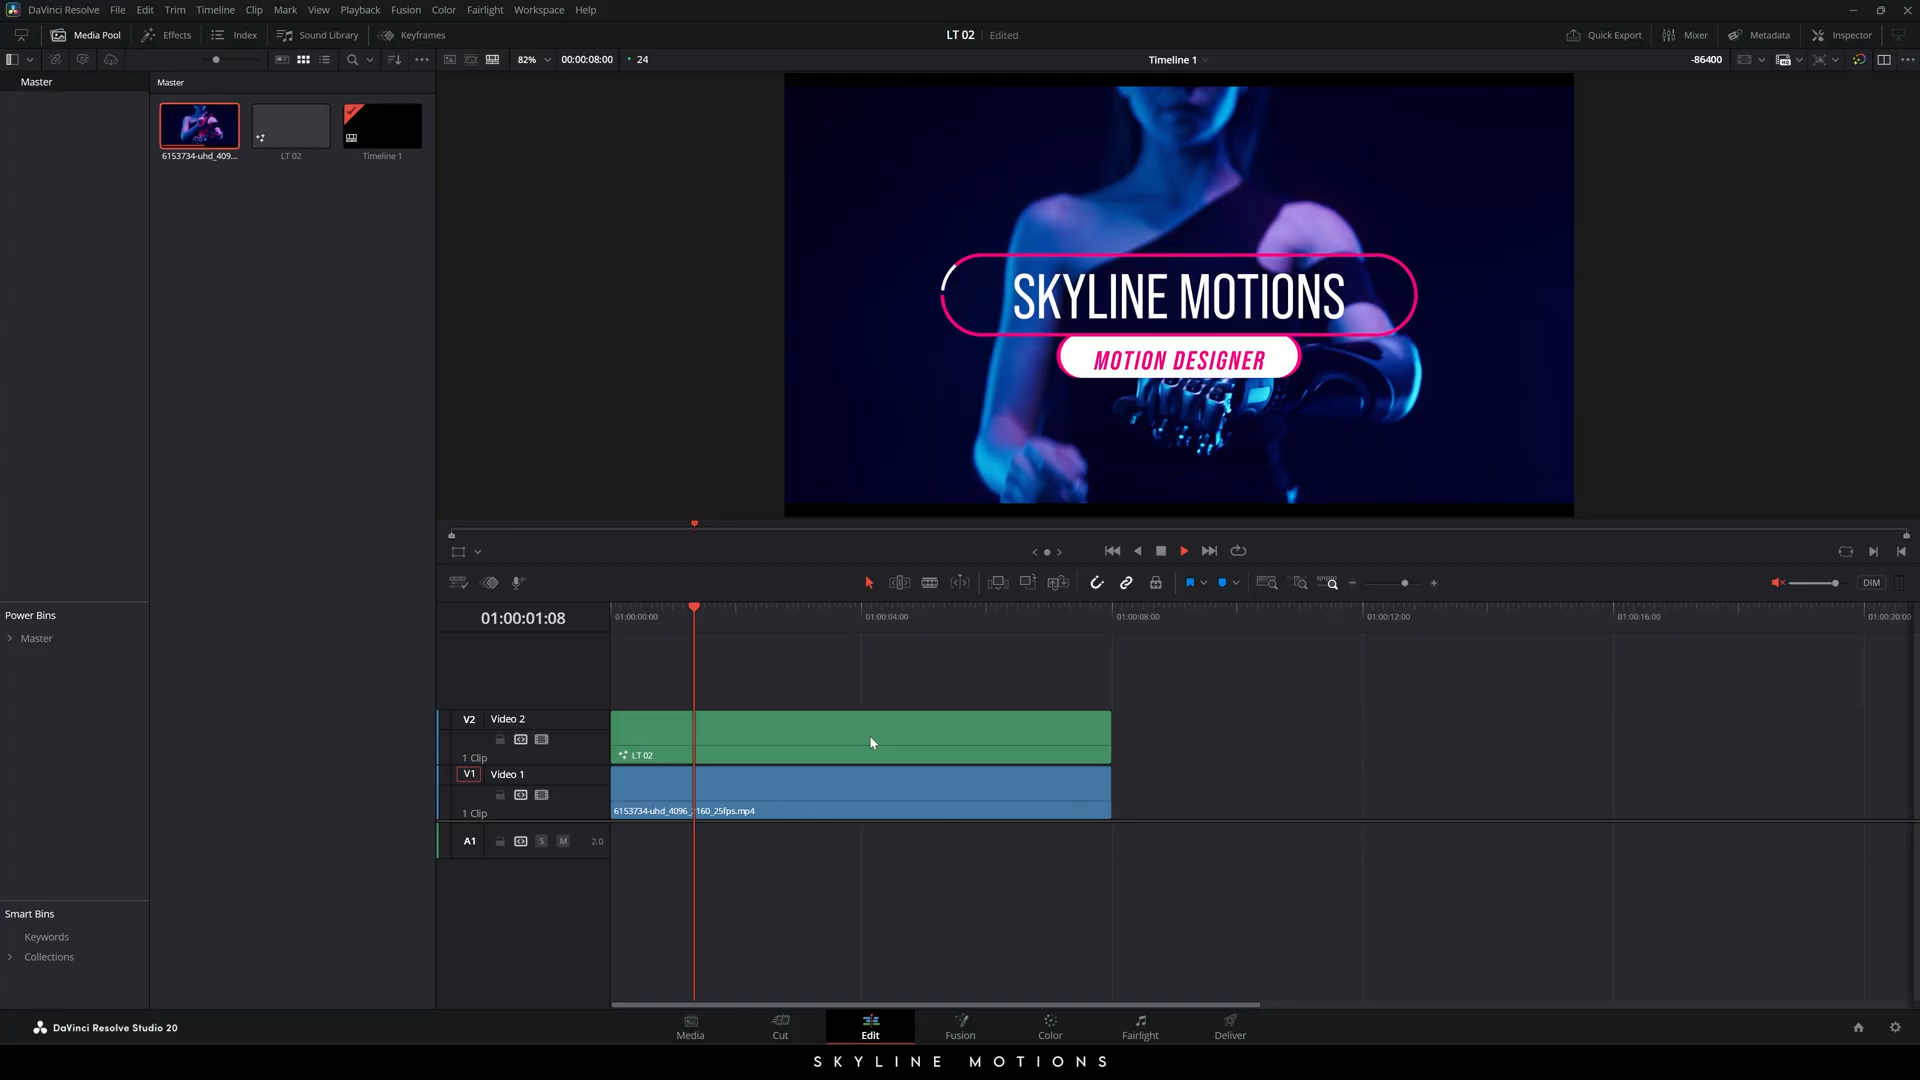 DaVinci Resolve File Edit Trim Timeline Clip Mark View Playback Fusion Color Fairlight Workspace Help
Media Pool Effects Index Sound Library Keyframes LT 02 Edited Quick Export Mixer Metadata Inspector
82% 00:00:08:00 24 Timeline 1 -86400
Master Master
6153734-uhd_409... LT 02 Timeline 1
SKYLINE MOTIONS
MOTION DESIGNER
DIM
01:00:01:08 01:00:00:00 01:00:04:00 01:00:08:00 01:00:12:00 01:00:16:00 01:00:20:00
Power Bins
Master
V2 Video 2
1 Clip LT 02
V1 Video 1
1 Clip 6153734-uhd_4096_2160_25fps.mp4
A1 S M 2.0
Smart Bins
Keywords
Collections
DaVinci Resolve Studio 20 Media Cut Edit Fusion Color Fairlight Deliver
SKYLINE MOTIONS